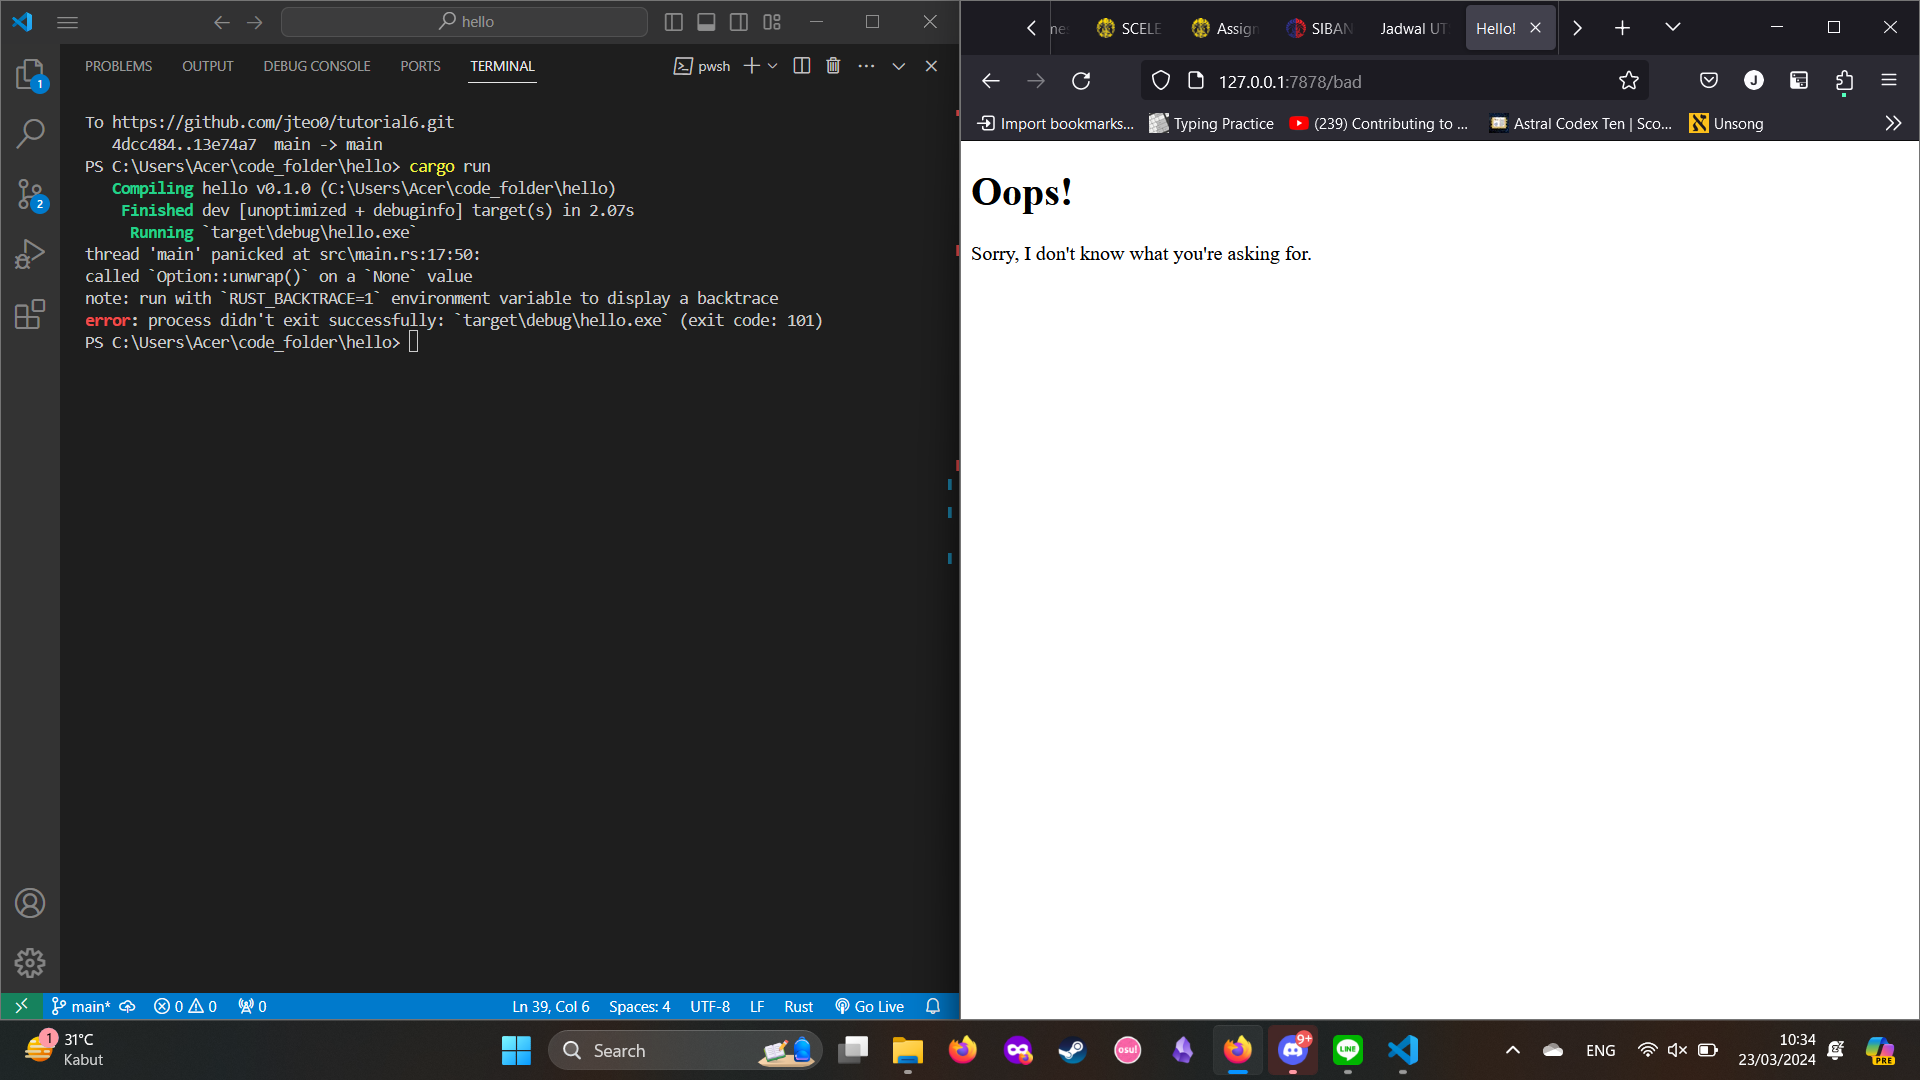 hello
PROBLEMS OUTPUT DEBUG CONSOLE PORTS TERMINAL pwsh
To https://github.com/jteo0/tutorial6.git
4dcc484..13e74a7 main -> main
PS C:\Users\Acer\code_folder\hello> cargo run
Compiling hello v0.1.0 (C:\Users\Acer\code_folder\hello)
Finished dev [unoptimized + debuginfo] target(s) in 2.07s
Running `target\debug\hello.exe`
thread 'main' panicked at src\main.rs:17:50:
called `Option::unwrap()` on a `None` value
note: run with `RUST_BACKTRACE=1` environment variable to display a backtrace
error: process didn't exit successfully: `target\debug\hello.exe` (exit code: 101)
PS C:\Users\Acer\code_folder\hello>
1
2
main* 0 0 0 Ln 39, Col 6 Spaces: 4 UTF-8 LF Rust Go Live
SCELE Assign SIBAN Jadwal UT Hello!
127.0.0.1:7878/bad J
Import bookmarks... Typing Practice (239) Contributing to ... Astral Codex Ten | Sco... Unsong
Oops!
Sorry, I don't know what you're asking for.
1 31°C
Kabut
Search osu! 9+ LINE ENG
10:34
23/03/2024
PRE